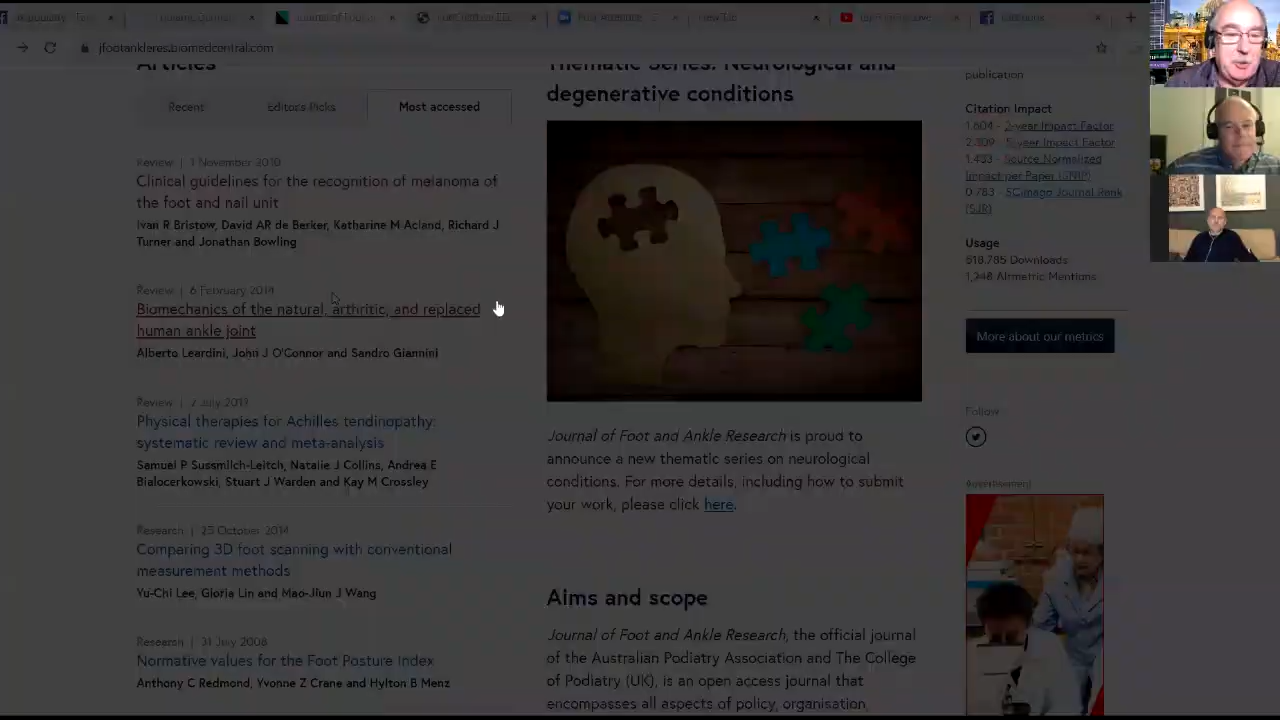 New Tab
jfootankleres.biomedcentral.com
Articles
Recent
Editor's Picks
Most accessed
Review | 1 November 2010
Clinical guidelines for the recognition of melanoma of
the foot and nail unit
Ivan R Bristow, David AR de Berker, Katharine M Acland, Richard J
Turner and Jonathan Bowling
Review | 6 February 2014
Biomechanics of the natural, arthritic, and replaced
human ankle joint
Alberto Leardini, John J O'Connor and Sandro Giannini
Review | 2 July 2012
Physical therapies for Achilles tendinopathy:
systematic review and meta-analysis
Samuel P Sussmilch-Leitch, Natalie J Collins, Andrea E
Bialocerkowski, Stuart J Warden and Kay M Crossley
Research | 25 October 2014
Comparing 3D foot scanning with conventional
measurement methods
Yu-Chi Lee, Gloria Lin and Mao-Jiun J Wang
Research | 31 July 2008
Normative values for the Foot Posture Index
Anthony C Redmond, Yvonne Z Crane and Hylton B Menz
Thematic Series: Neurological and
degenerative conditions
Journal of Foot and Ankle Research is proud to
announce a new thematic series on neurological
conditions. For more details, including how to submit
your work, please click here.
Aims and scope
Journal of Foot and Ankle Research, the official journal
of the Australian Podiatry Association and The College
of Podiatry (UK), is an open access journal that
encompasses all aspects of policy, organisation,
publication
Citation Impact
1.604 - 2-year Impact Factor
5-year Impact Factor
1.433 - Source Normalized
Impact per Paper (SNIP)
0.783 - SCImago Journal Rank
(SJR)
Usage
618,785 Downloads
1,248 Altmetric Mentions
More about our metrics
Follow
Advertisement